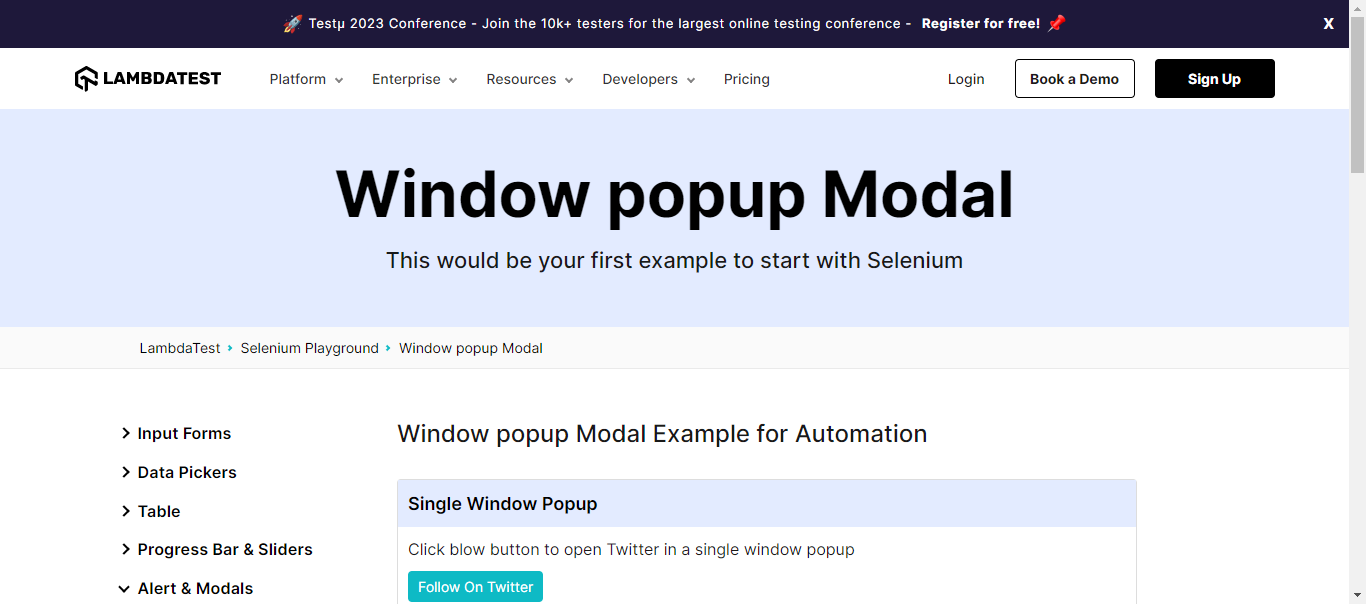 🚀 Testμ 2023 Conference - Join the 10k+ testers for the largest online testing conference - Register for free! 📌 X
LAMBDATEST Platform Enterprise Resources Developers Pricing Login Book a Demo Sign Up
Window popup Modal
This would be your first example to start with Selenium
LambdaTest › Selenium Playground › Window popup Modal
Input Forms
Data Pickers
Table
Progress Bar & Sliders
Alert & Modals
Window popup Modal Example for Automation
Single Window Popup
Click blow button to open Twitter in a single window popup
Follow On Twitter